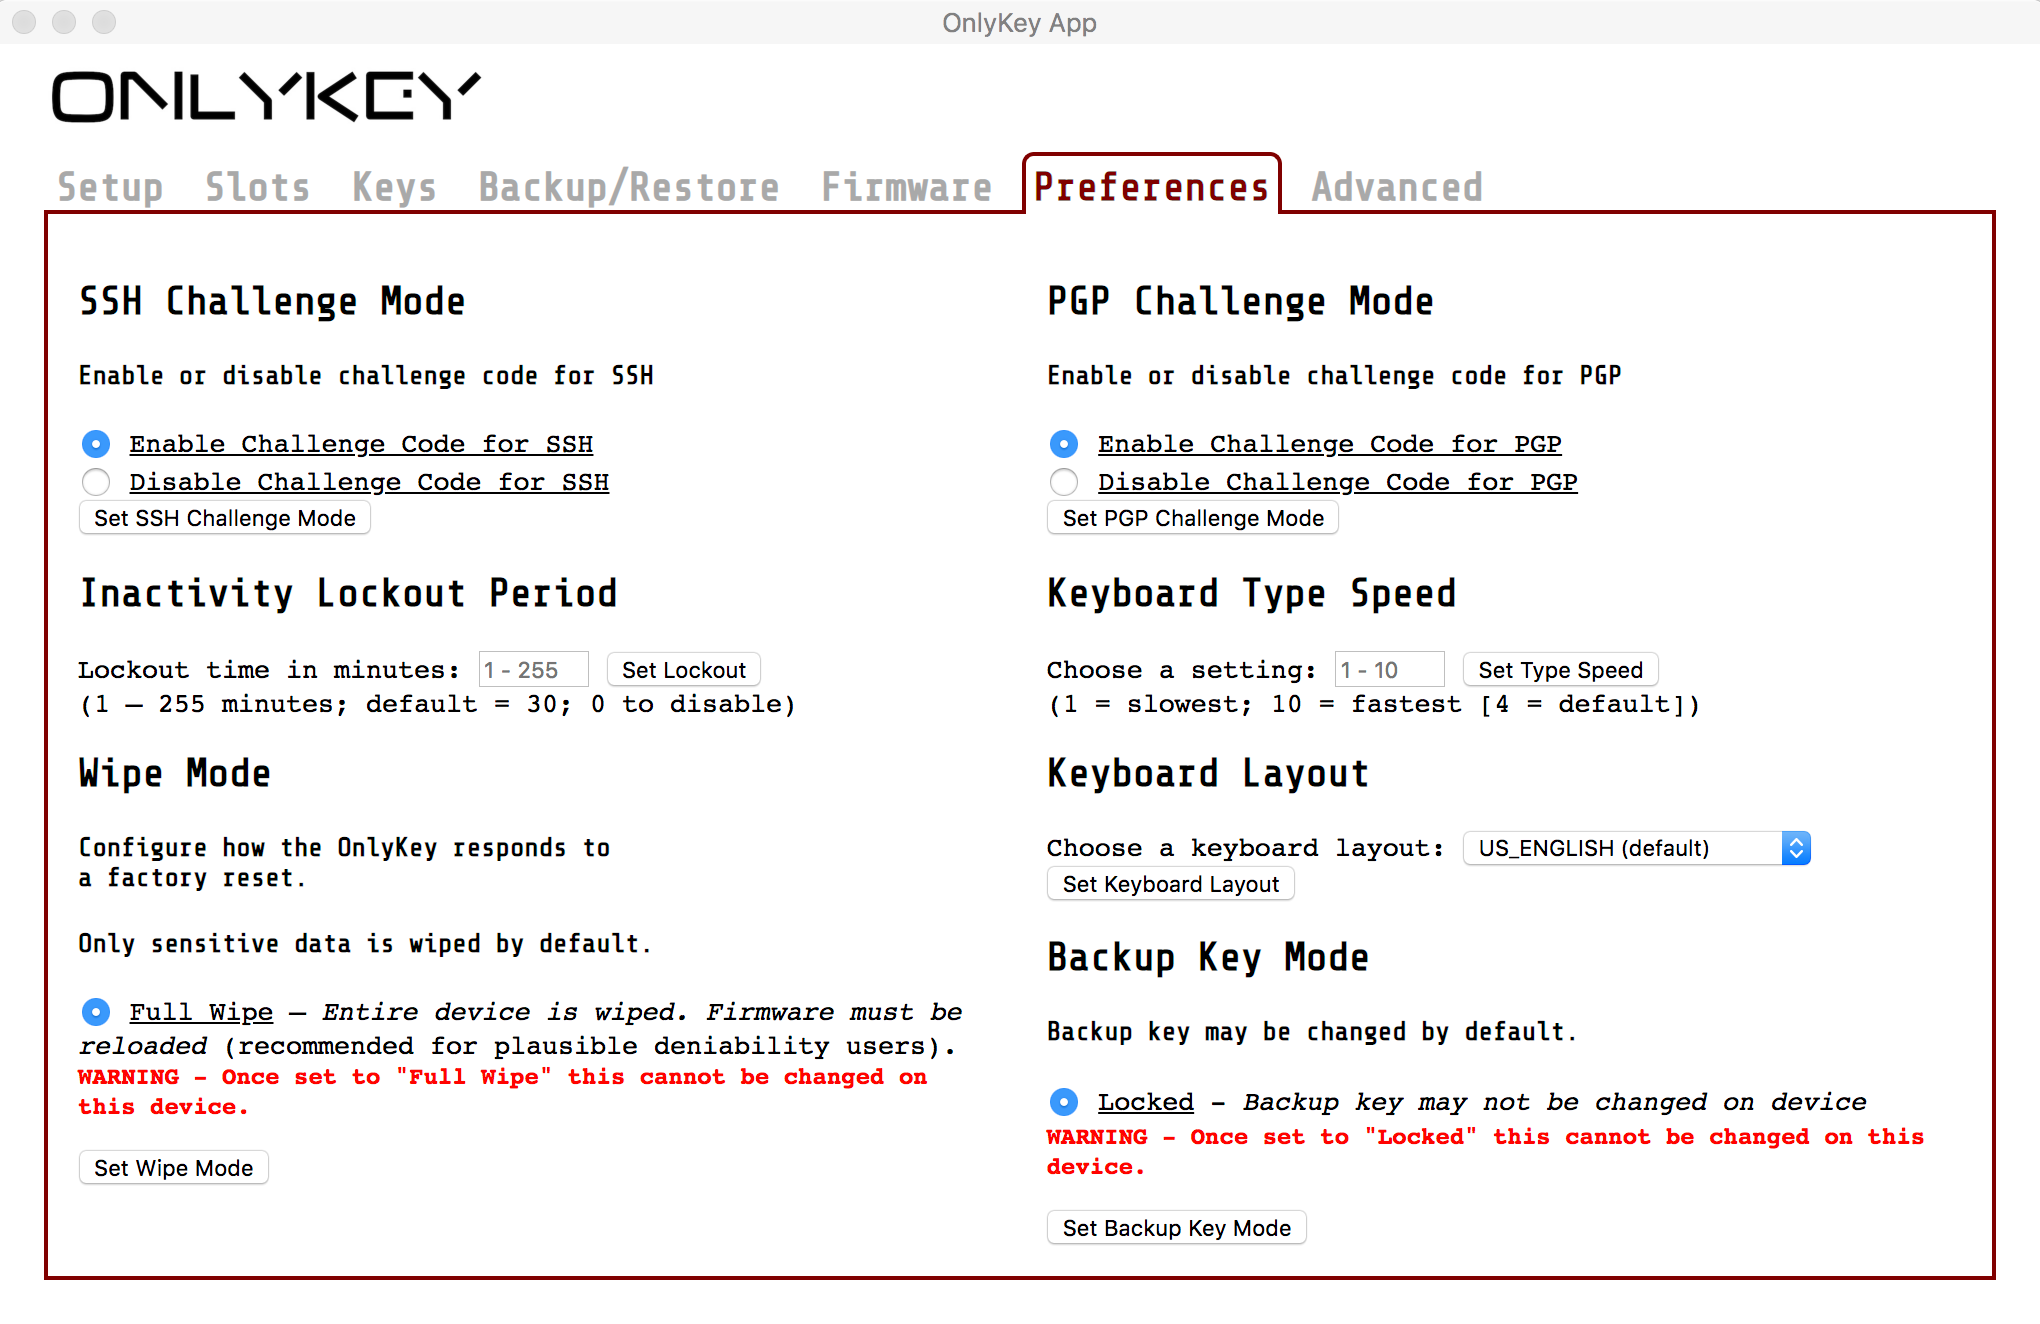 OnlyKey App
ONLYKEY
Setup Slots Keys Backup/Restore Firmware Preferences Advanced
SSH Challenge Mode
Enable or disable challenge code for SSH
Enable Challenge Code for SSH
Disable Challenge Code for SSH
Set SSH Challenge Mode
Inactivity Lockout Period
Lockout time in minutes: 1 - 255 Set Lockout
(1 — 255 minutes; default = 30; 0 to disable)
Wipe Mode
Configure how the OnlyKey responds to
a factory reset.
Only sensitive data is wiped by default.
Full Wipe — Entire device is wiped. Firmware must be
reloaded (recommended for plausible deniability users).
WARNING - Once set to "Full Wipe" this cannot be changed on
this device.
Set Wipe Mode
PGP Challenge Mode
Enable or disable challenge code for PGP
Enable Challenge Code for PGP
Disable Challenge Code for PGP
Set PGP Challenge Mode
Keyboard Type Speed
Choose a setting: 1 - 10 Set Type Speed
(1 = slowest; 10 = fastest [4 = default])
Keyboard Layout
Choose a keyboard layout: US_ENGLISH (default)
Set Keyboard Layout
Backup Key Mode
Backup key may be changed by default.
Locked - Backup key may not be changed on device
WARNING - Once set to "Locked" this cannot be changed on this
device.
Set Backup Key Mode